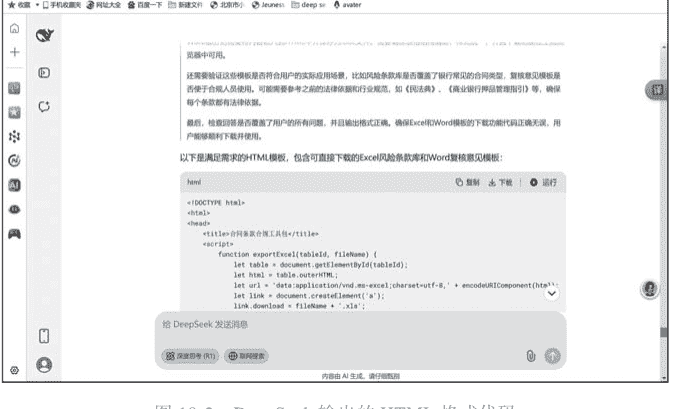 收藏 手机收藏夹 网址大全 百度一下 新建文件 北京市小 Jeunes deep se avater
览器中可用。
还需要验证这些模板是否符合用户的实际应用场景，比如风险条款库是否覆盖了银行常见的合同类型，复核意见模板是
否便于合规人员使用。可能需要参考之前的法律依据和行业规范，如《民法典》、《商业银行押品管理指引》等，确保
每个条款都有法律依据。
最后，检查回答是否覆盖了用户的所有问题，并且输出格式正确。确保Excel和Word模板的下载功能代码正确无误，用
户能够顺利下载并使用。
以下是满足需求的HTML模板，包含可直接下载的Excel风险条款库和Word复核意见模板：
html 复制 下载 运行
<!DOCTYPE html>
<html>
<head>
<title>合同条款合规工具包</title>
<script>
function exportExcel(tableId, fileName) {
let table = document.getElementById(tableId);
let html = table.outerHTML;
let url = 'data:application/vnd.ms-excel;charset=utf-8,' + encodeURIComponent(html);
let link = document.createElement('a');
link.download = fileName + '.xls';
给 DeepSeek 发送消息
深度思考 (R1) 联网搜索
内容由 AI 生成，请仔细甄别
AI
译